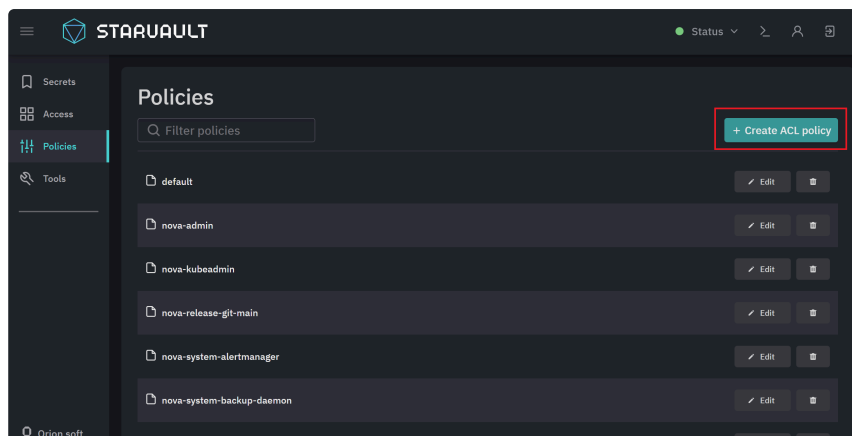 STARVAULT
Status
Secrets
Access
Policies
Tools
Policies
Filter policies
+ Create ACL policy
default
Edit
nova-admin
Edit
nova-kubeadmin
Edit
nova-release-git-main
Edit
nova-system-alertmanager
Edit
nova-system-backup-daemon
Edit
Orion soft